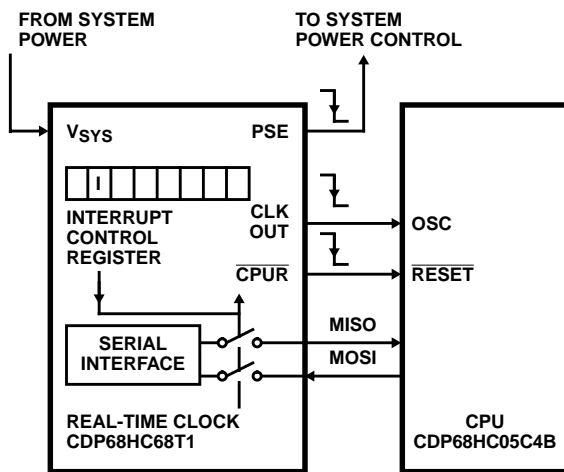 FROM SYSTEM
POWER
TO SYSTEM
POWER CONTROL
VSYS
PSE
I
INTERRUPT
CONTROL
REGISTER
CLK
OUT
CPUR
OSC
RESET
SERIAL
INTERFACE
MISO
MOSI
REAL-TIME CLOCK
CDP68HC68T1
CPU
CDP68HC05C4B